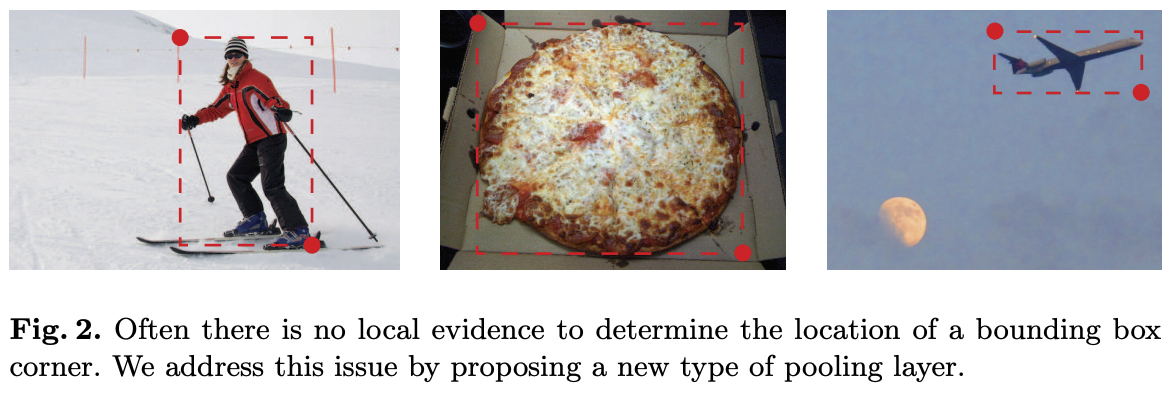 Fig. 2. Often there is no local evidence to determine the location of a bounding box
corner. We address this issue by proposing a new type of pooling layer.